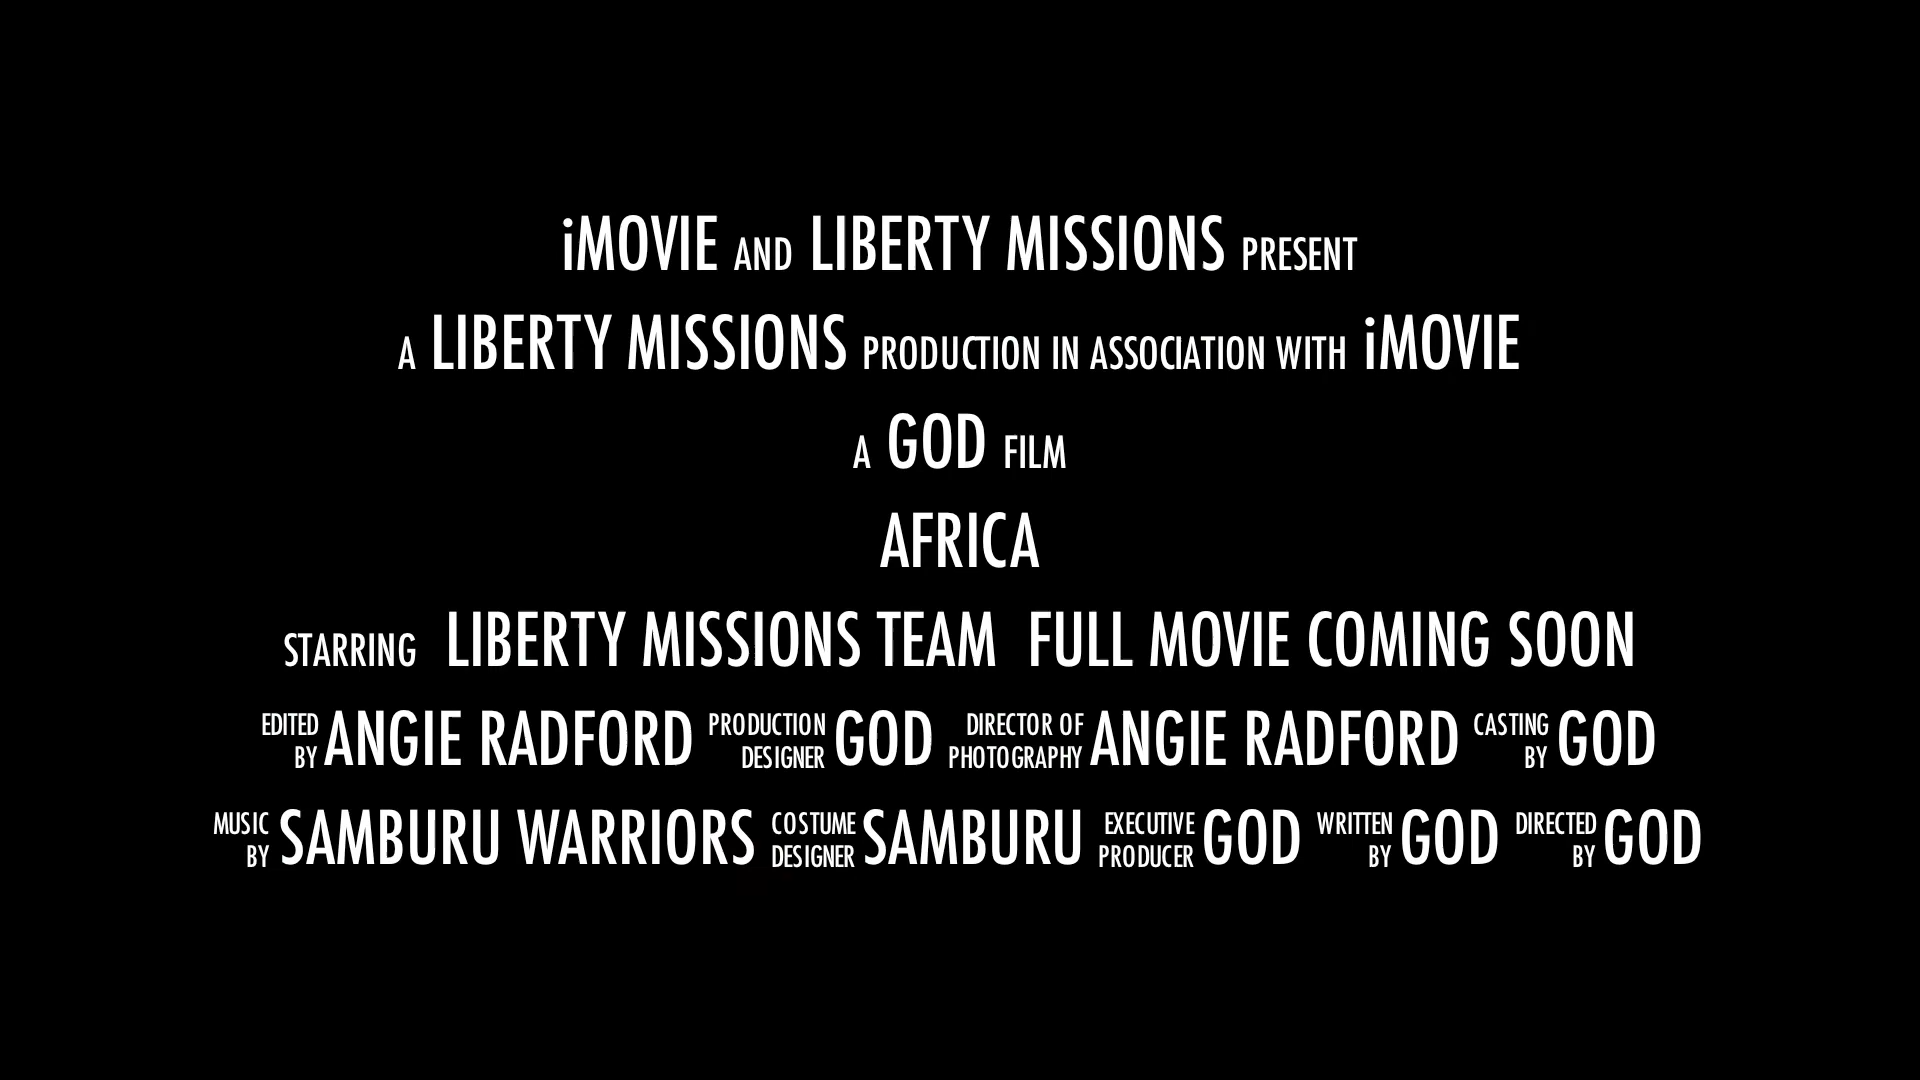 iMOVIE AND LIBERTY MISSIONS PRESENT
A LIBERTY MISSIONS PRODUCTION IN ASSOCIATION WITH iMOVIE
A GOD FILM
AFRICA
STARRING LIBERTY MISSIONS TEAM FULL MOVIE COMING SOON
EDITED BY ANGIE RADFORD PRODUCTION DESIGNER GOD DIRECTOR OF PHOTOGRAPHY ANGIE RADFORD CASTING BY GOD
MUSIC BY SAMBURU WARRIORS COSTUME DESIGNER SAMBURU EXECUTIVE PRODUCER GOD WRITTEN BY GOD DIRECTED BY GOD